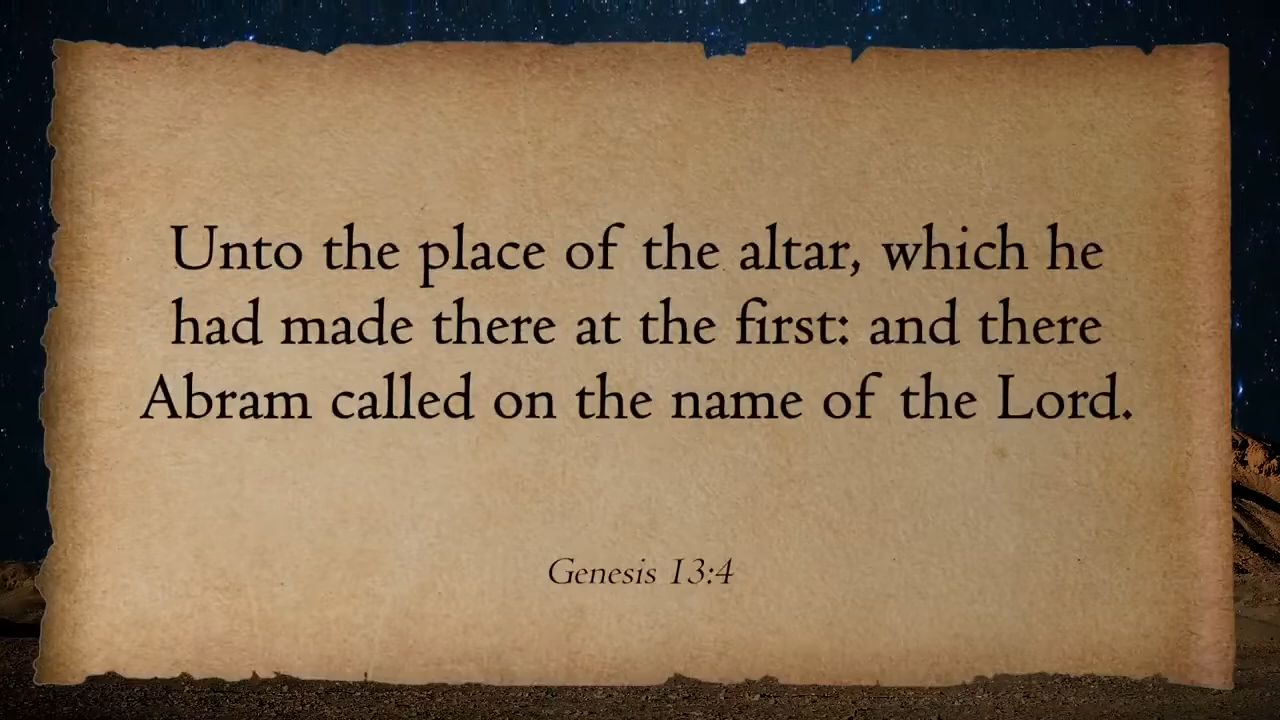 Unto the place of the altar, which he
had made there at the first: and there
Abram called on the name of the Lord.
Genesis 13:4